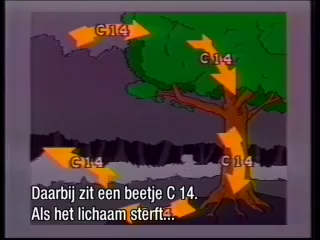 C 14
C 14
C 14
C 14
Daarbij zit een beetje C 14.
Als het lichaam sterft...